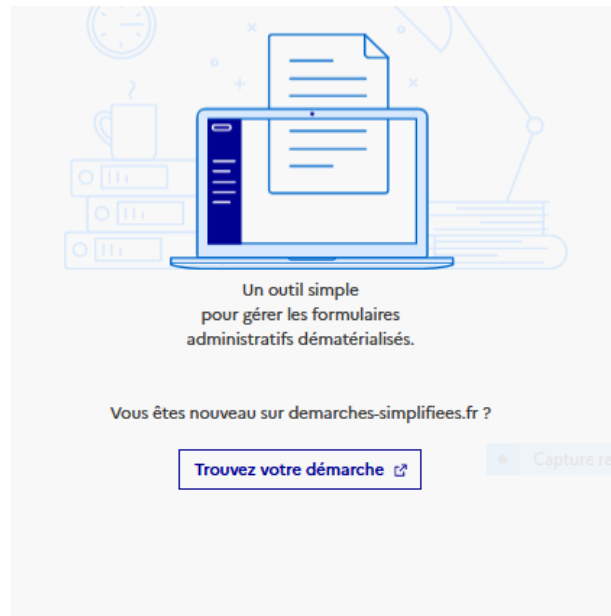 Un outil simple
pour gérer les formulaires
administratifs dématérialisés.
Vous êtes nouveau sur demarches-simplifiees.fr ?
Trouvez votre démarche
Capture re